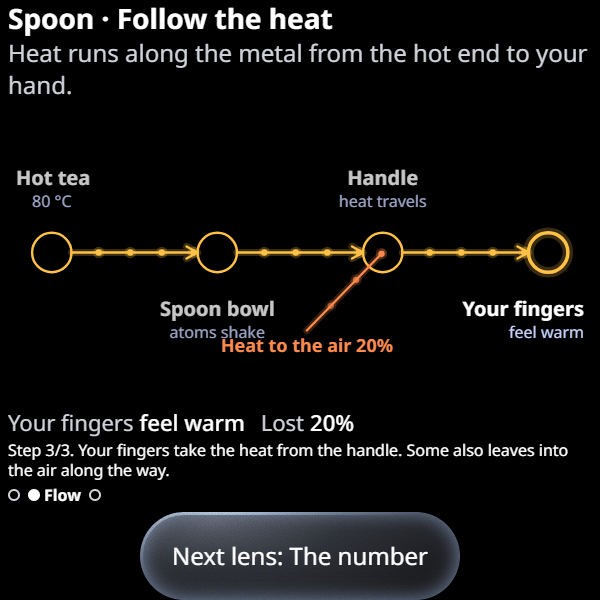 Spoon · Follow the heat
Heat runs along the metal from the hot end to your
hand.
Hot tea
80 °C
Handle
heat travels
Spoon bowl
atoms shake
Your fingers
feel warm
Heat to the air 20%
Your fingers feel warm Lost 20%
Step 3/3. Your fingers take the heat from the handle. Some also leaves into
the air along the way.
Flow
Next lens: The number